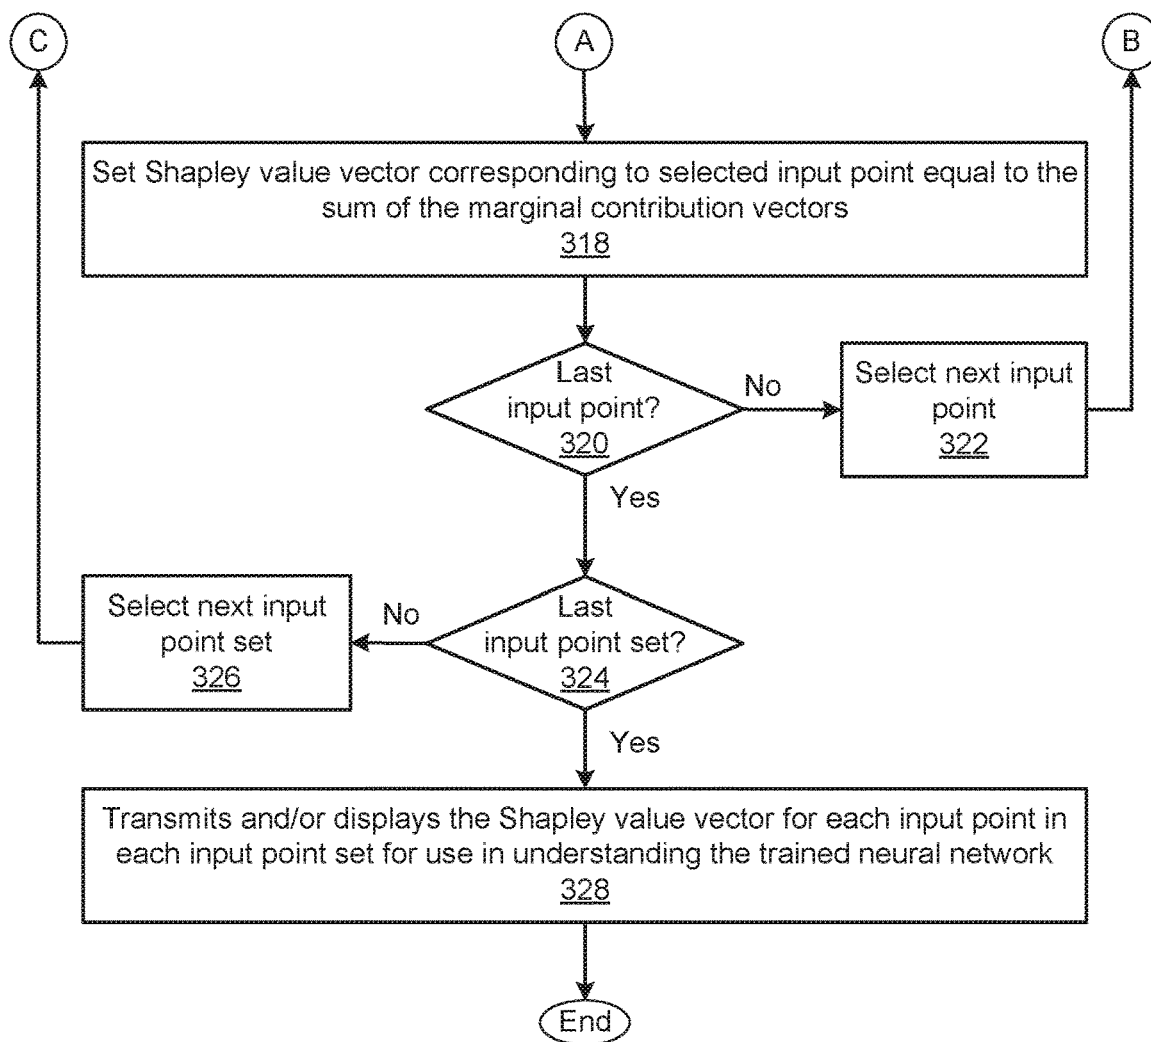 C
A
B
Set Shapley value vector corresponding to selected input point equal to the
sum of the marginal contribution vectors
318
Last
input point?
320
No
Select next input
point
322
Yes
Select next input
point set
326
No
Last
input point set?
324
Yes
Transmits and/or displays the Shapley value vector for each input point in
each input point set for use in understanding the trained neural network
328
End